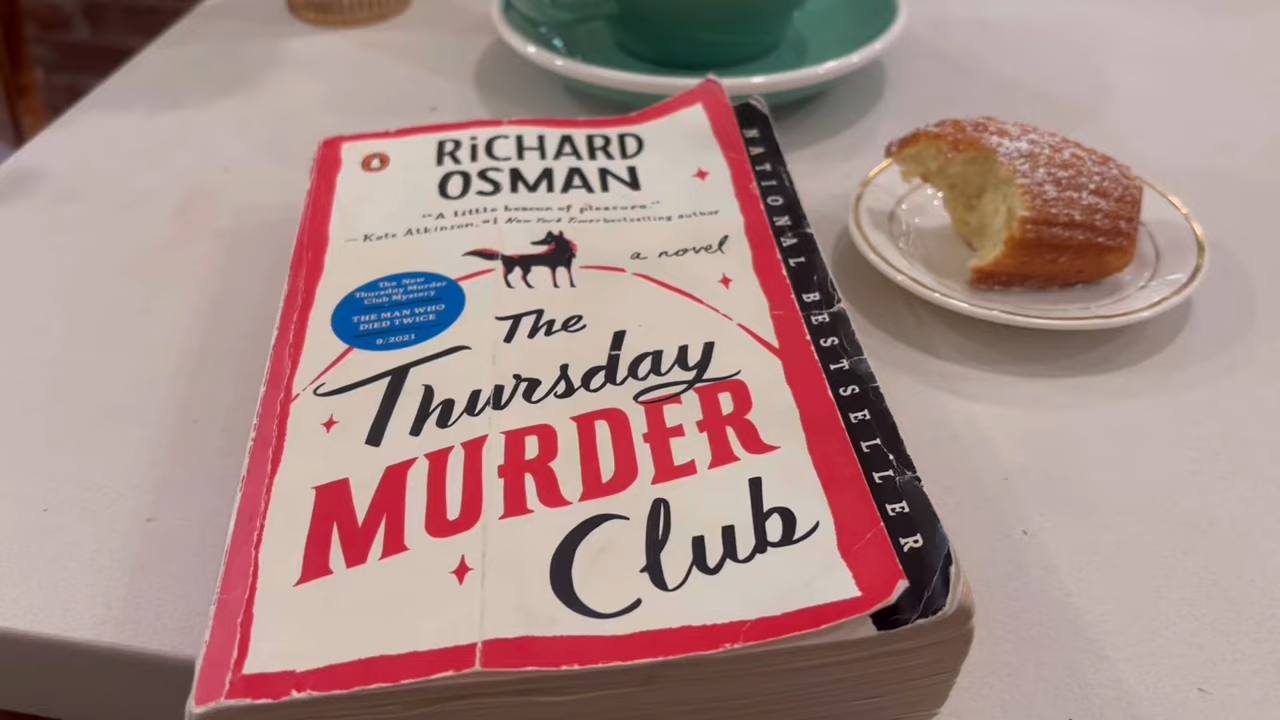 RiCHARD
OSMAN
"A little beacon of pleasure."
— Kate Atkinson, #1 New York Times bestselling author
a novel
The New
Thursday Murder
Club Mystery
THE MAN WHO
DIED TWICE
9/2021
The
Thursday
MURDER
Club
NATIONAL BESTSELLER